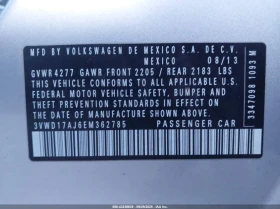 MFD BY VOLKSWAGEN DE MEXICO S.A. DE C.V.
MEXICO 08/13
GVWR 4277 GAWR FRONT 2205 / REAR 2183 LBS
THIS VEHICLE CONFORMS TO ALL APPLICABLE
FEDERAL MOTOR VEHICLE SAFETY, BUMPER AND
THEFT PREVENTION STANDARDS IN EFFECT ON
THE DATE OF MANUFACTURE SHOWN ABOVE.
3VWD17AJ6EM362785 PASSENGER CAR
3347098 1093 M